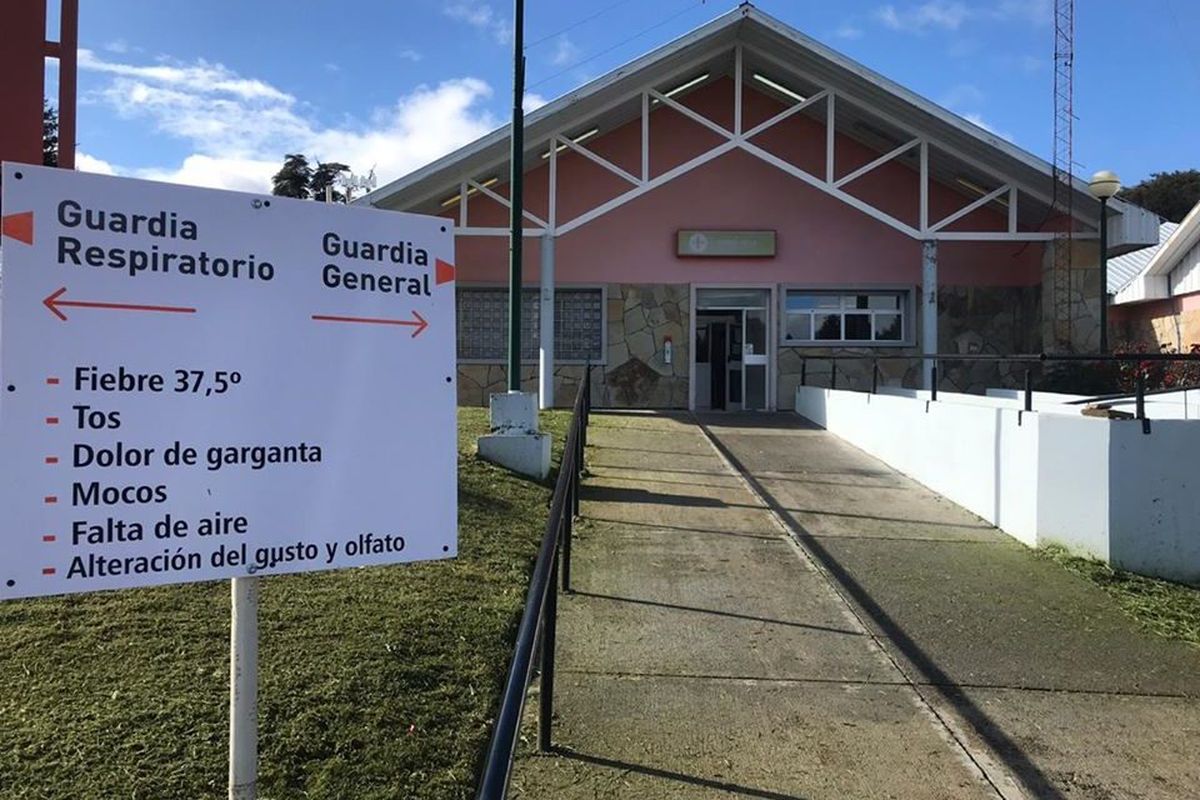 Guardia
Respiratorio
Guardia
General
- Fiebre 37,5º
- Tos
- Dolor de garganta
- Mocos
- Falta de aire
- Alteración del gusto y olfato